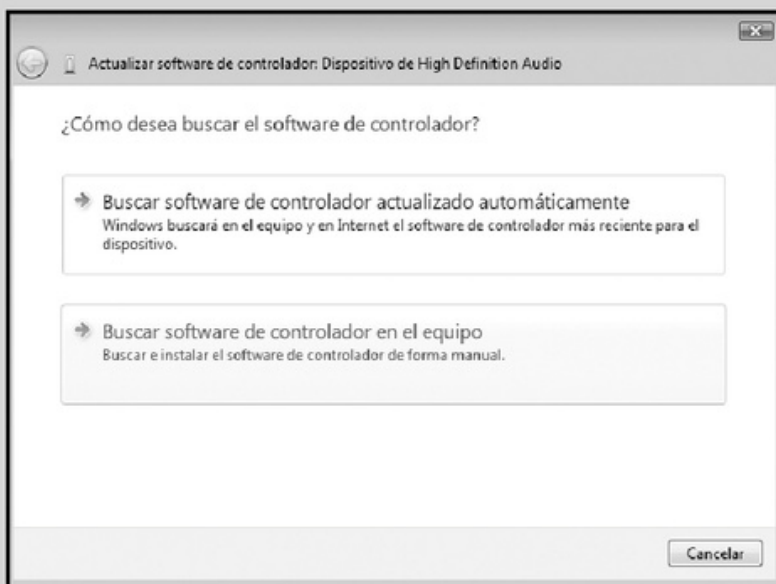 Actualizar software de controlador: Dispositivo de High Definition Audio
¿Cómo desea buscar el software de controlador?
Buscar software de controlador actualizado automáticamente
Windows buscará en el equipo y en Internet el software de controlador más reciente para el
dispositivo.
Buscar software de controlador en el equipo
Buscar e instalar el software de controlador de forma manual.
Cancelar